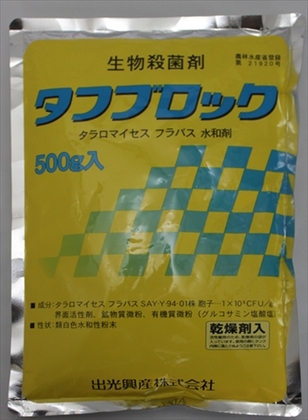 生物殺菌剤
農林水産省登録
第21920号
タフブロック
タラロマイセス フラバス 水和剤
500g入
■成分:タラロマイセス フラバス SAY-Y-94-01株 胞子…1×10⁸CFU/g
界面活性剤、鉱物質微粉、有機質微粉(グルコサミン塩酸塩)
■性状:類白色水和性粉末
乾燥剤入
出光興産株式会社